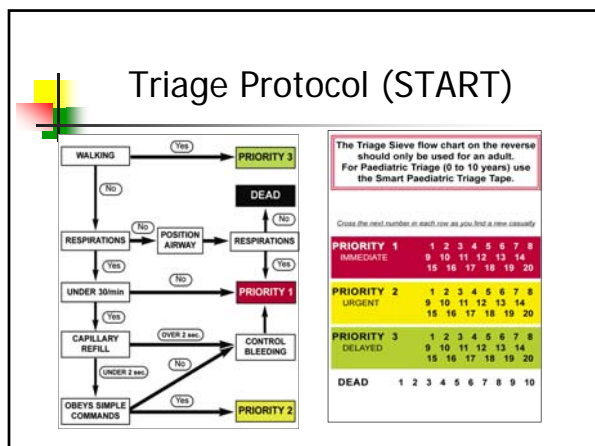 Triage Protocol (START)
WALKING
Yes
PRIORITY 3
No
DEAD
No
RESPIRATIONS
No
POSITION
AIRWAY
RESPIRATIONS
Yes
Yes
UNDER 30/min
No
PRIORITY 1
Yes
CAPILLARY
REFILL
OVER 2 sec.
CONTROL
BLEEDING
No
UNDER 2 sec.
OBEYS SIMPLE
COMMANDS
Yes
PRIORITY 2
The Triage Sieve flow chart on the reverse
should only be used for an adult.
For Paediatric Triage (0 to 10 years) use
the Smart Paediatric Triage Tape.
Cross the next number in each row as you find a new casualty
PRIORITY 1 1 2 3 4 5 6 7 8
IMMEDIATE 9 10 11 12 13 14
15 16 17 18 19 20
PRIORITY 2 1 2 3 4 5 6 7 8
URGENT 9 10 11 12 13 14
15 16 17 18 19 20
PRIORITY 3 1 2 3 4 5 6 7 8
DELAYED 9 10 11 12 13 14
15 16 17 18 19 20
DEAD 1 2 3 4 5 6 7 8 9 10